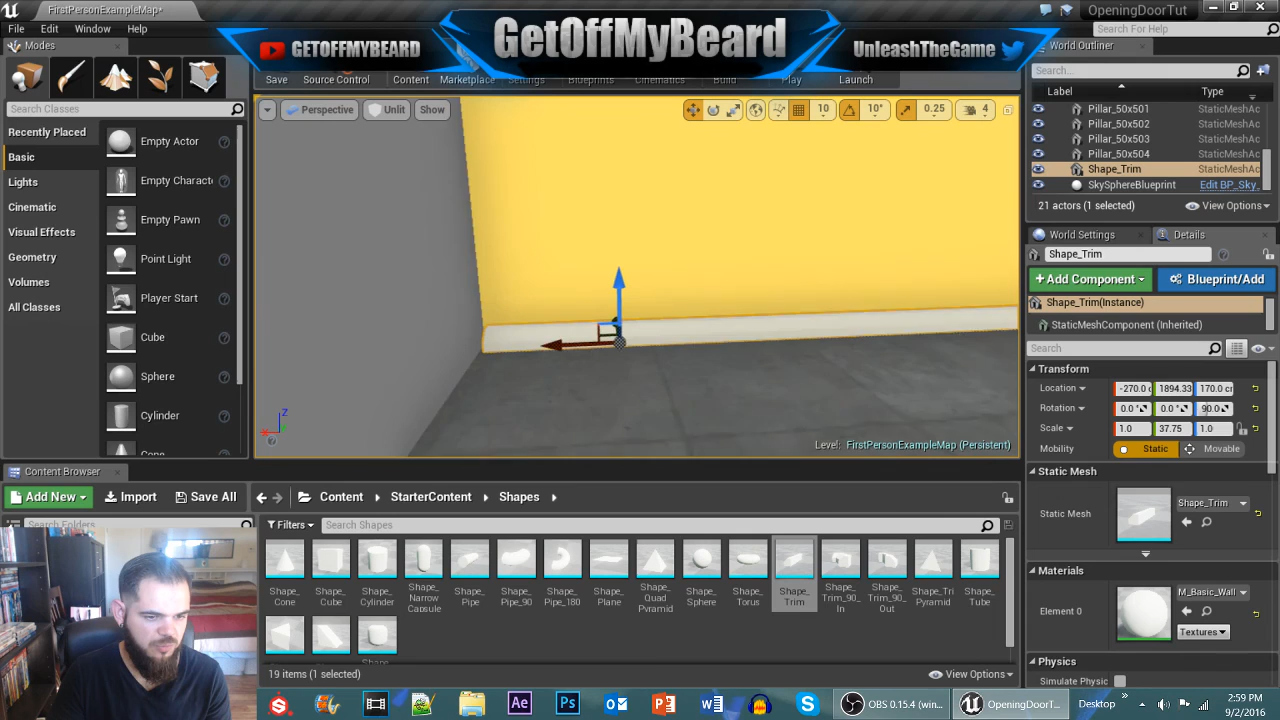 FirstPersonExampleMap*
OpeningDoorTut
File Edit Window Help
Search For Help
GETOFFMYBEARD
GetOffMyBeard
UnleashTheGame
Modes
World Outliner
Save Source Control Content Marketplace Settings Blueprints Cinematics Build Play Launch
Search...
Label Type
Search Classes
Perspective Unlit Show 10 10° 0.25 4
Pillar_50x501 StaticMeshAc
Pillar_50x502 StaticMeshAc
Pillar_50x503 StaticMeshAc
Pillar_50x504 StaticMeshAc
Shape_Trim StaticMeshAc
SkySphereBlueprint Edit BP_Sky_
21 actors (1 selected) View Options
Recently Placed
Basic
Lights
Cinematic
Visual Effects
Geometry
Volumes
All Classes
Empty Actor
Empty Charact
Empty Pawn
Point Light
Player Start
Cube
Sphere
Cylinder
Cone
Z
Level: FirstPersonExampleMap (Persistent)
World Settings Details
Shape_Trim
+Add Component Blueprint/Add
Shape_Trim(Instance)
StaticMeshComponent (Inherited)
Search
Transform
Location -270.0 c 1894.33 170.0 c
Rotation 0.0 ° 0.0 ° 90.0
Scale 1.0 37.75 1.0
Mobility Static Movable
Static Mesh
Static Mesh Shape_Trim
Materials
Element 0 M_Basic_Wall
Textures
Physics
Simulate Physic
Content Browser
Add New Import Save All Content StarterContent Shapes
Search Folders
Filters Search Shapes
Shape_Cone
Shape_Cube
Shape_Cylinder
Shape_Narrow Capsule
Shape_Pipe
Shape_Pipe_90
Shape_Pipe_180
Shape_Plane
Shape_Quad Pyramid
Shape_Sphere
Shape_Torus
Shape_Trim
Shape_Trim_90_In
Shape_Trim_90_Out
Shape_Tri Pyramid
Shape_Tube
Shape
19 items (1 selected) View Options
Ae Ps
OBS 0.15.4 (win... OpeningDoorT... Desktop
2:59 PM
9/2/2016